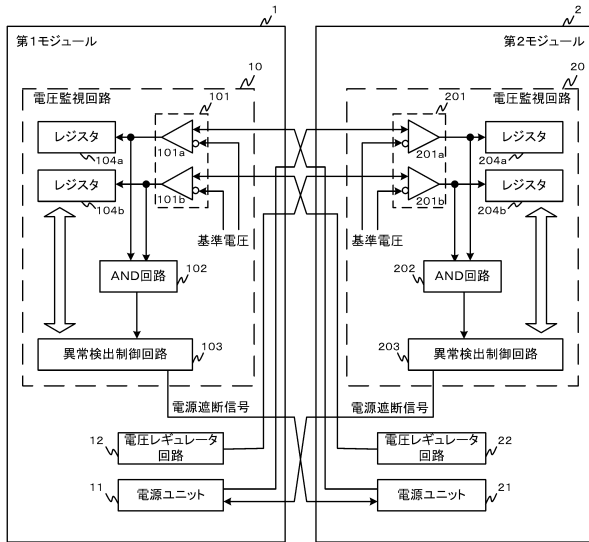 1
第1モジュール
10
電圧監視回路
101
レジスタ
104a
101a
レジスタ
104b
101b
基準電圧
AND回路
102
異常検出制御回路
103
電源遮断信号
12
電圧レギュレータ
回路
11
電源ユニット
2
第2モジュール
20
電圧監視回路
201
レジスタ
204a
201a
レジスタ
204b
201b
基準電圧
AND回路
202
異常検出制御回路
203
電源遮断信号
電圧レギュレータ
回路
22
電源ユニット
21